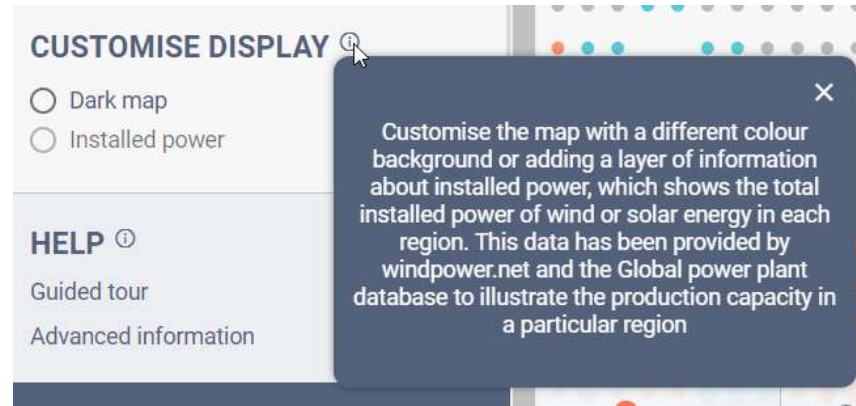 CUSTOMISE DISPLAY
Dark map
Installed power
HELP
Guided tour
Advanced information
Customise the map with a different colour
background or adding a layer of information
about installed power, which shows the total
installed power of wind or solar energy in each
region. This data has been provided by
windpower.net and the Global power plant
database to illustrate the production capacity in
a particular region